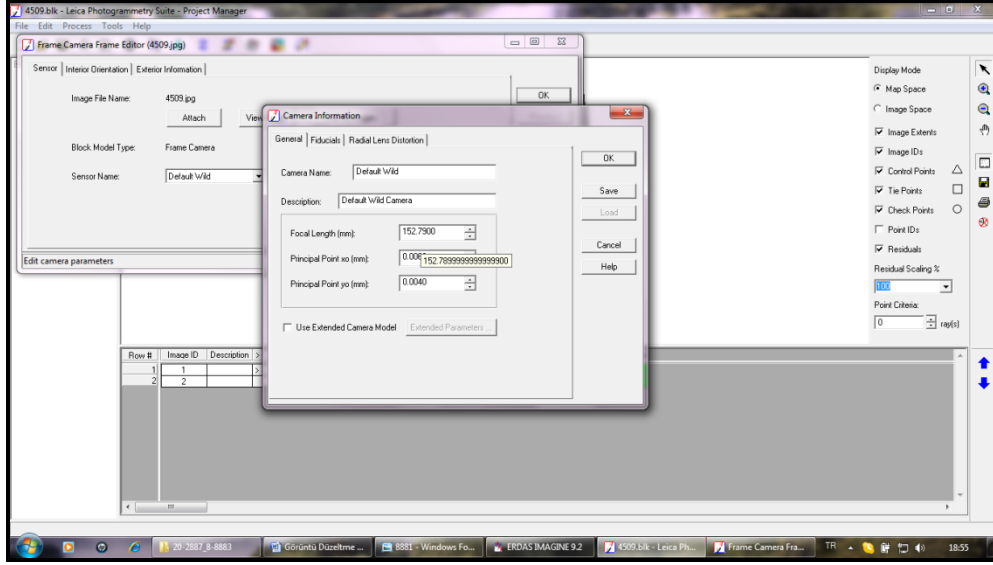 4509.blk - Leica Photogrammetry Suite - Project Manager
File Edit Process Tools Help
Frame Camera Frame Editor (4509.jpg)
Sensor Interior Orientation Exterior Information
Image File Name: 4509.jpg
OK
Attach View
Block Model Type: Frame Camera
Sensor Name: Default Wild
Edit camera parameters
Camera Information
General Fiducials Radial Lens Distortion
Camera Name: Default Wild
Description: Default Wild Camera
Focal Length (mm): 152.7900
Principal Point xo (mm):
152.7899999999999900
Principal Point yo (mm): 0.0040
Use Extended Camera Model Extended Parameters ...
OK
Save
Load
Cancel
Help
Display Mode
Map Space
Image Space
Image Extents
Image IDs
Control Points
Tie Points
Check Points
Point IDs
Residuals
Residual Scaling %
100
Point Criteria:
0 ray(s)
Row # Image ID Description >
1 1 >
2 2
20-2887_8-8883 Görüntü Düzeltme ... 8881 - Windows Fo... ERDAS IMAGINE 9.2 4509.blk - Leica Ph... Frame Camera Fra... TR 18:55